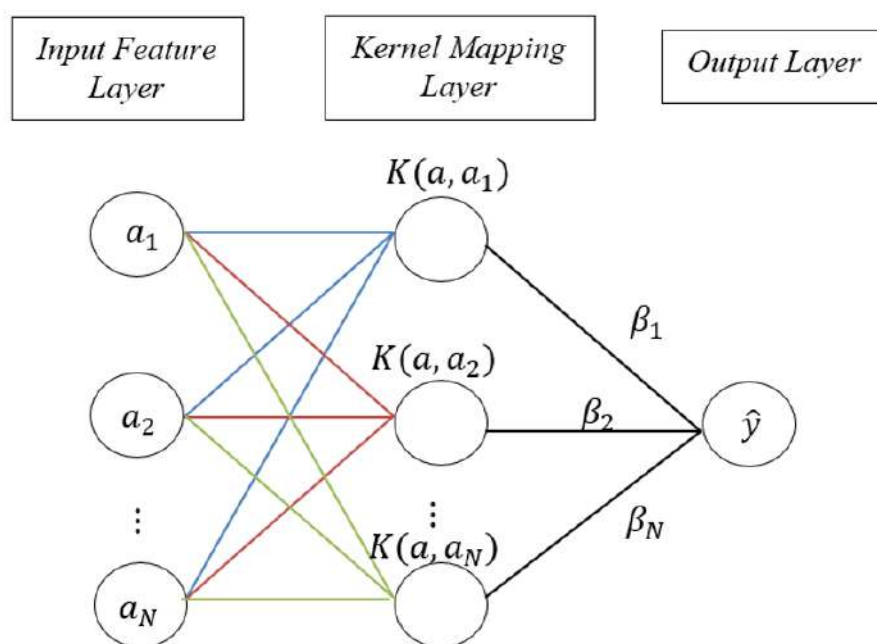 Input Feature
Layer
Kernel Mapping
Layer
Output Layer
K(a, a₁)
a₁
β₁
K(a, a₂)
a₂
β₂
ŷ
⋮
⋮
K(a, a_N)
β_N
a_N